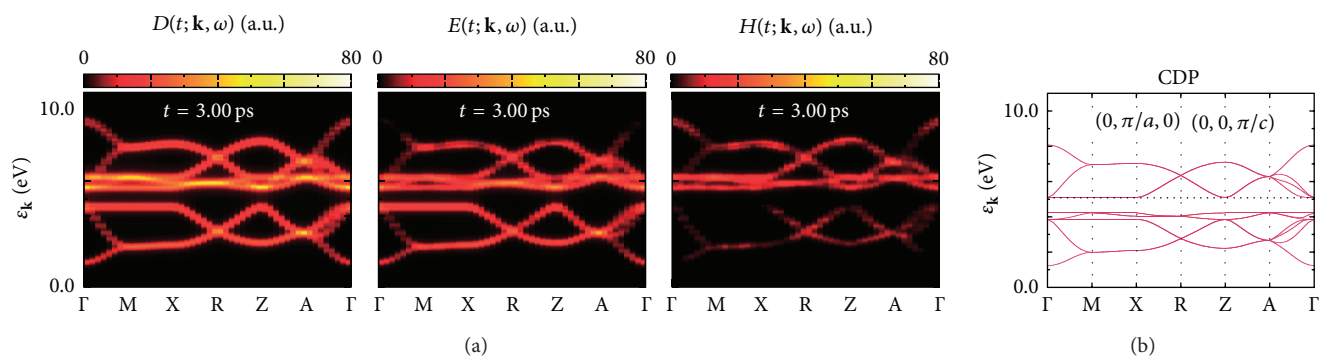 D(t; k, ω) (a.u.)
0 80
E(t; k, ω) (a.u.)
0 80
H(t; k, ω) (a.u.)
0 80
10.0
ε_k (eV)
0.0
t = 3.00 ps
Γ M X R Z A Γ
t = 3.00 ps
Γ M X R Z A Γ
t = 3.00 ps
Γ M X R Z A Γ
(a)
CDP
10.0
ε_k (eV)
0.0
(0, π/a, 0) (0, 0, π/c)
Γ M X R Z A Γ
(b)